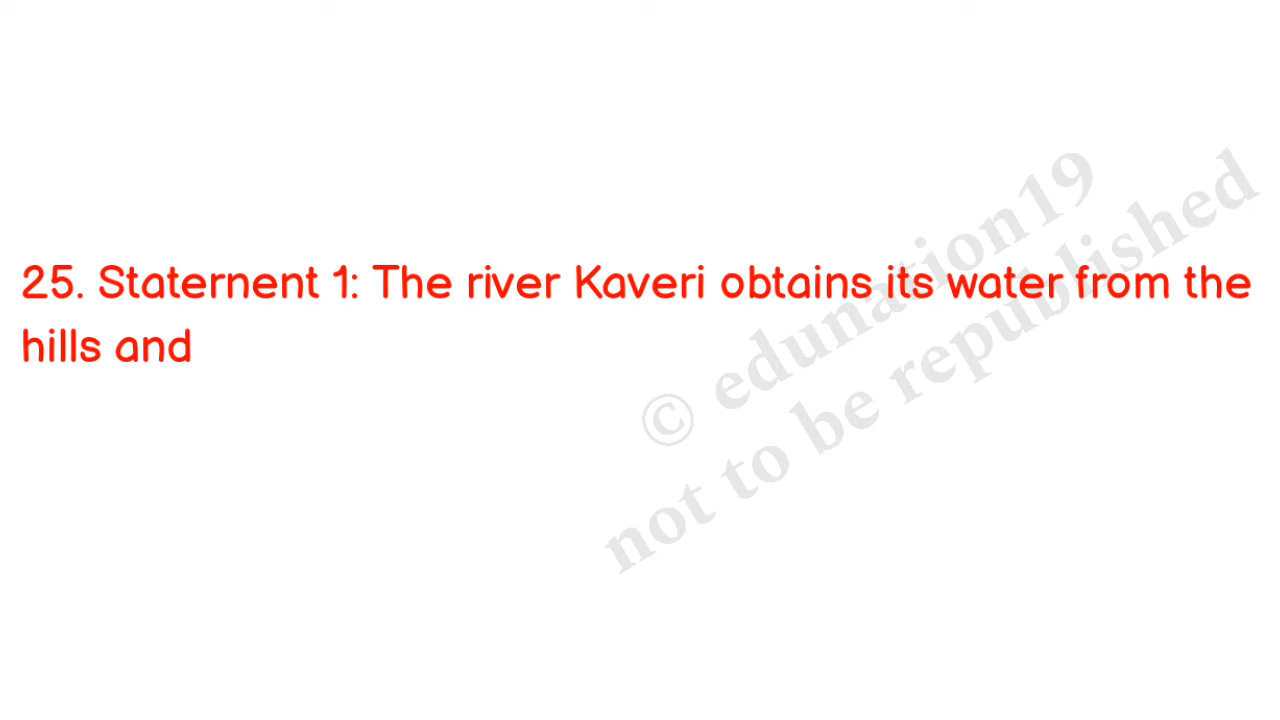 25. Staternent 1: The river Kaveri obtains its water from the
hills and
© edunation19
not to be republished